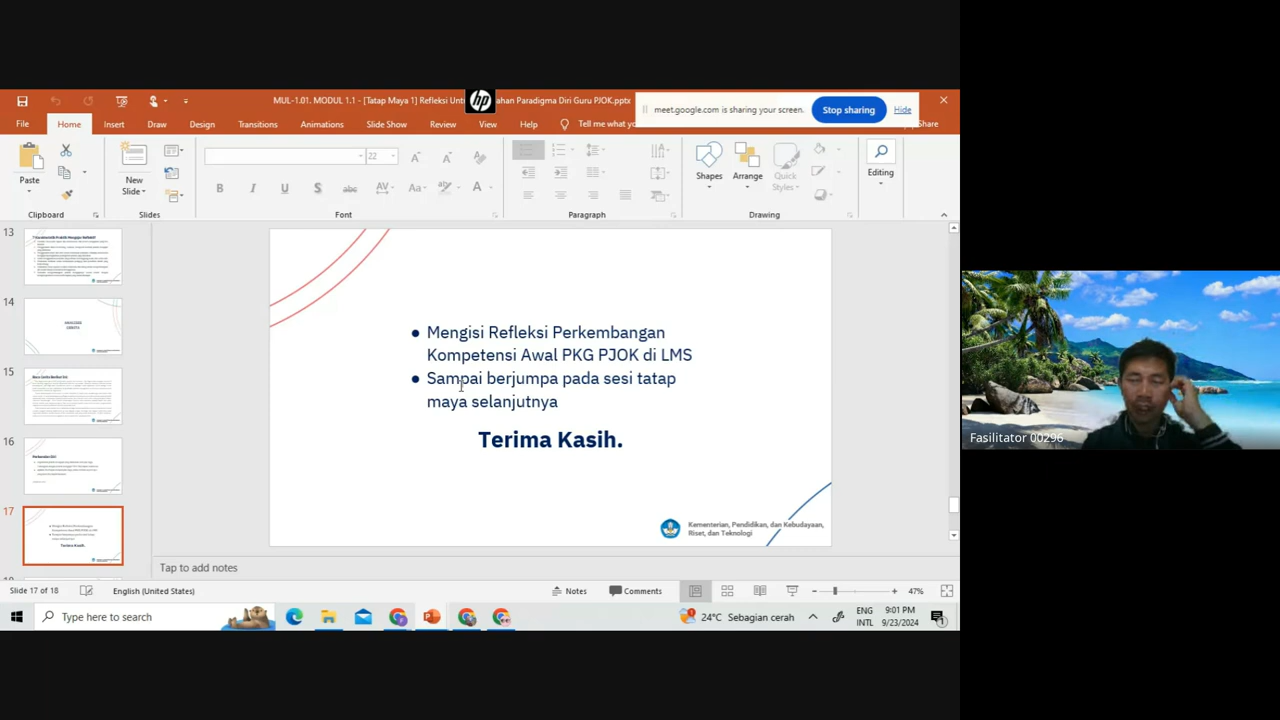 MUL-1.01. MODUL 1.1 - [Tatap Maya 1] Refleksi Unt
ahan Paradigma Diri Guru PJOK.pptx
hp
meet.google.com is sharing your screen.
Stop sharing
Hide
File
Home
Insert
Draw
Design
Transitions
Animations
Slide Show
Review
View
Help
Tell me what yo
Share
Paste
New
Slide
22
Shapes
Arrange
Quick
Styles
Editing
Clipboard
Slides
Font
Paragraph
Drawing
13
14
15
16
17
Terima Kasih.
● Mengisi Refleksi Perkembangan
Kompetensi Awal PKG PJOK di LMS
● Sampai berjumpa pada sesi tatap
maya selanjutnya
Terima Kasih.
Kementerian, Pendidikan, dan Kebudayaan,
Riset, dan Teknologi
Tap to add notes
Slide 17 of 18
English (United States)
Notes
Comments
47%
Type here to search
24°C Sebagian cerah
ENG
INTL
9:01 PM
9/23/2024
Fasilitator 00296